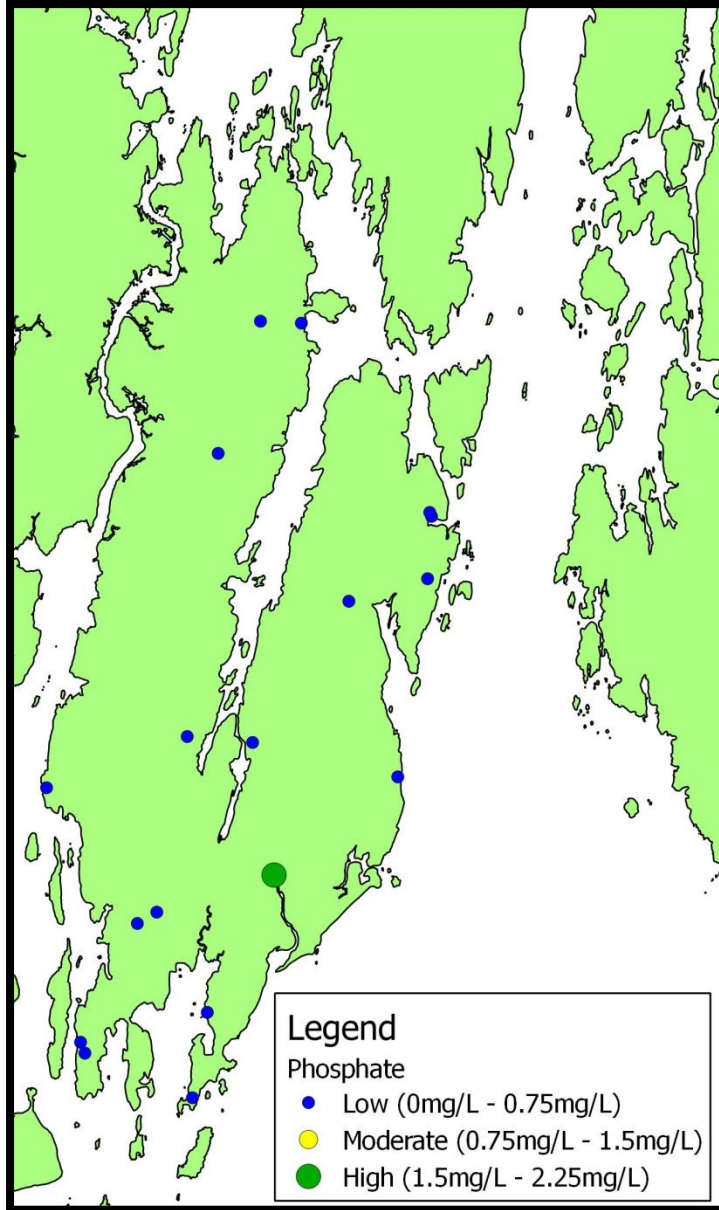 Legend
Phosphate
Low (0mg/L - 0.75mg/L)
Moderate (0.75mg/L - 1.5mg/L)
High (1.5mg/L - 2.25mg/L)